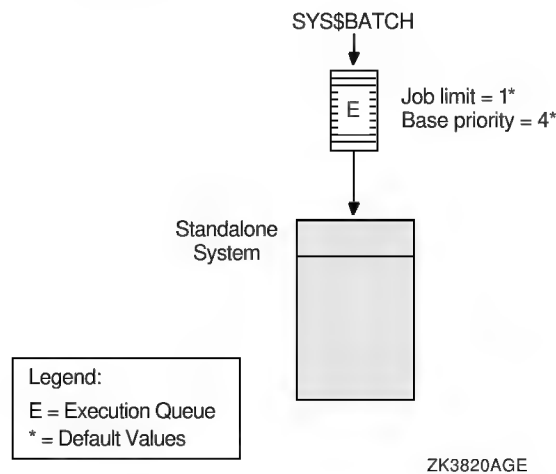 SYS$BATCH
E
Job limit = 1*
Base priority = 4*
Standalone
System
Legend:
E = Execution Queue
* = Default Values
ZK3820AGE